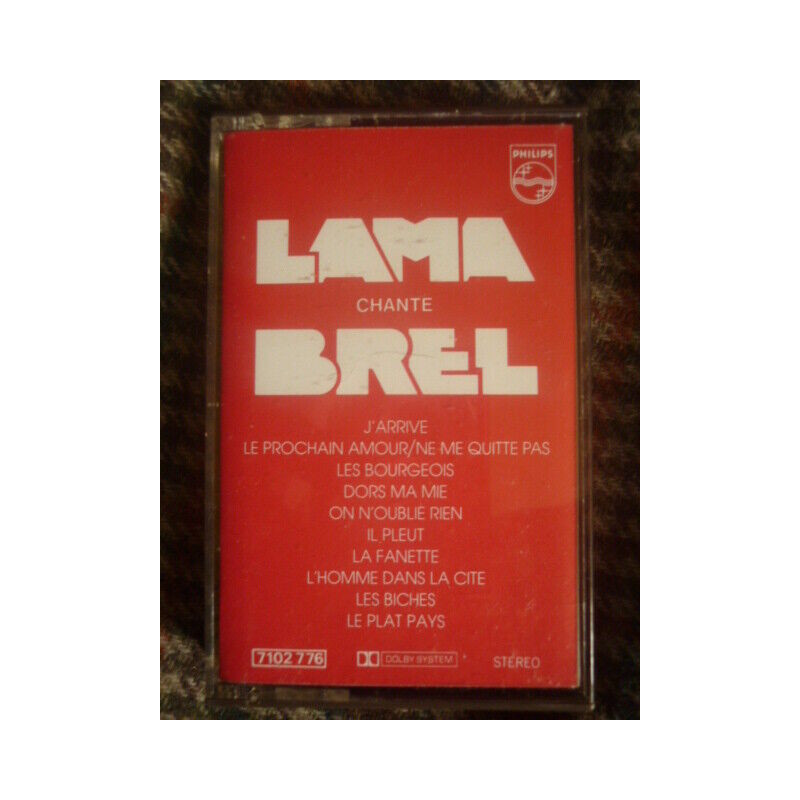 PHILIPS
LAMA
CHANTE
BREL
J'ARRIVE
LE PROCHAIN AMOUR/NE ME QUITTE PAS
LES BOURGEOIS
DORS MA MIE
ON N'OUBLIE RIEN
IL PLEUT
LA FANETTE
L'HOMME DANS LA CITE
LES BICHES
LE PLAT PAYS
7102 776 DOLBY SYSTEM STEREO